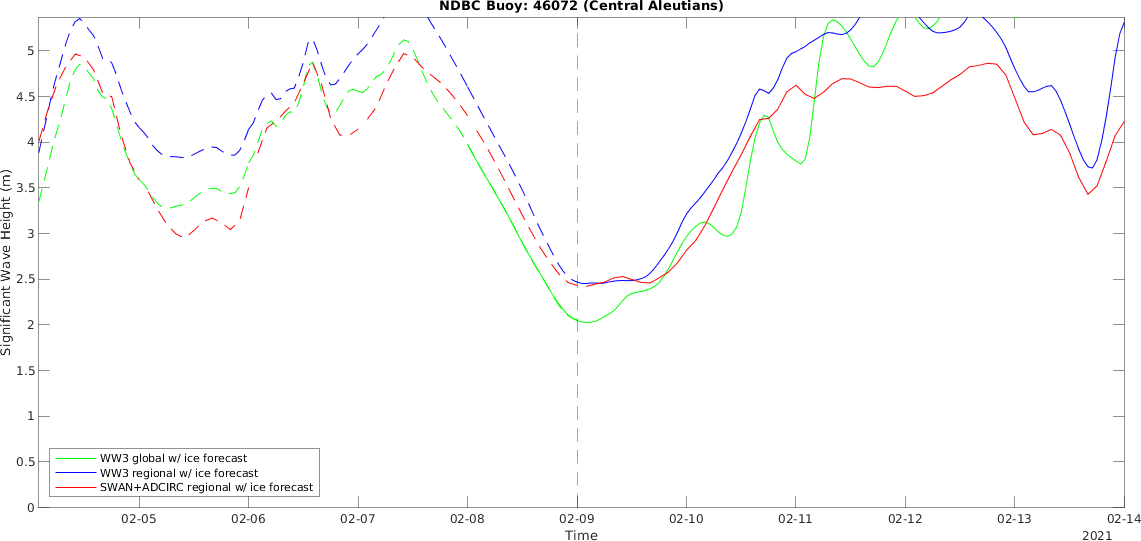 NDBC Buoy: 46072 (Central Aleutians)
Significant Wave Height (m)
5
4.5
4
3.5
3
2.5
2
1.5
1
0.5
0
WW3 global w/ ice forecast
WW3 regional w/ ice forecast
SWAN+ADCIRC regional w/ ice forecast
02-05 02-06 02-07 02-08 02-09 02-10 02-11 02-12 02-13 02-14
Time
2021